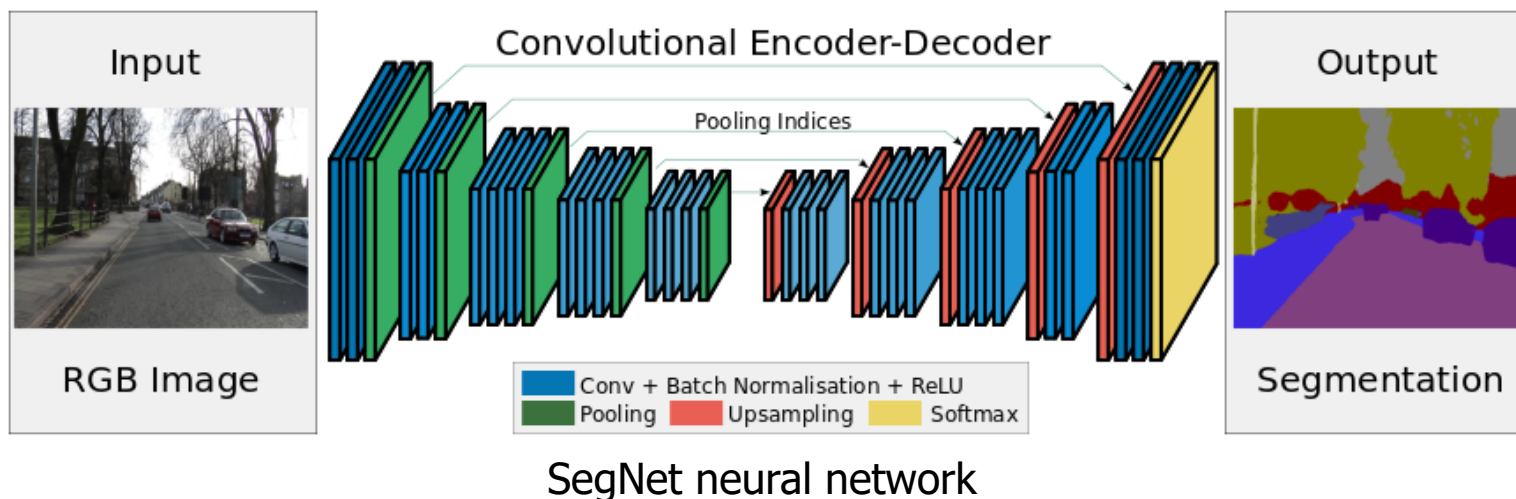 Input
RGB Image
Convolutional Encoder-Decoder
Pooling Indices
Conv + Batch Normalisation + ReLU
Pooling Upsampling Softmax
Output
Segmentation
SegNet neural network